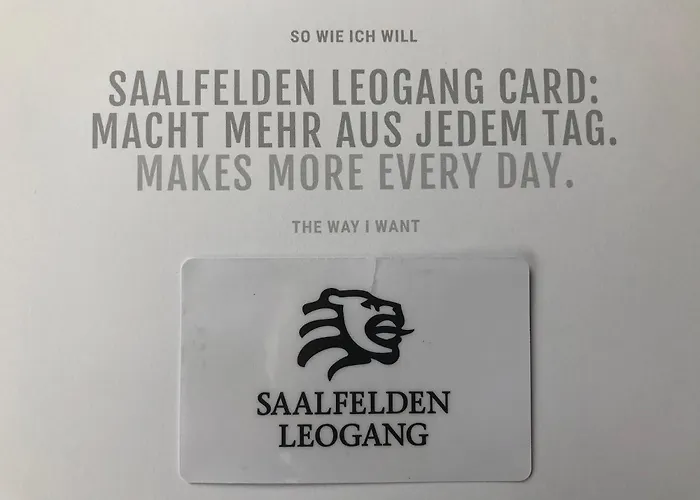 SO WIE ICH WILL
SAALFELDEN LEOGANG CARD:
MACHT MEHR AUS JEDEM TAG.
MAKES MORE EVERY DAY.
THE WAY I WANT
SAALFELDEN
LEOGANG